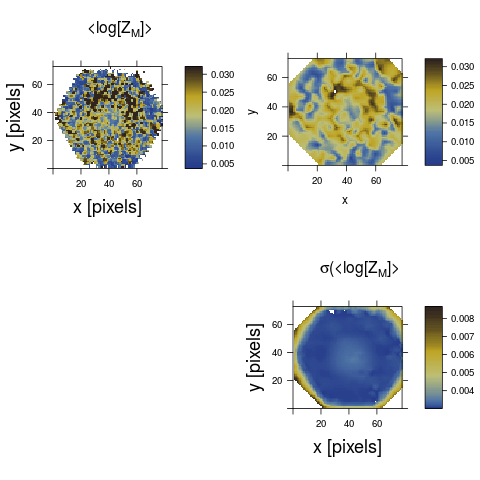 <log[Z_M]>
60
40
20
20 40 60
x [pixels]
y [pixels]
0.030
0.025
0.020
0.015
0.010
0.005
60
40
20
20 40 60
x
y
0.030
0.025
0.020
0.015
0.010
0.005
σ(<log[Z_M]>
60
40
20
20 40 60
x [pixels]
y [pixels]
0.008
0.007
0.006
0.005
0.004